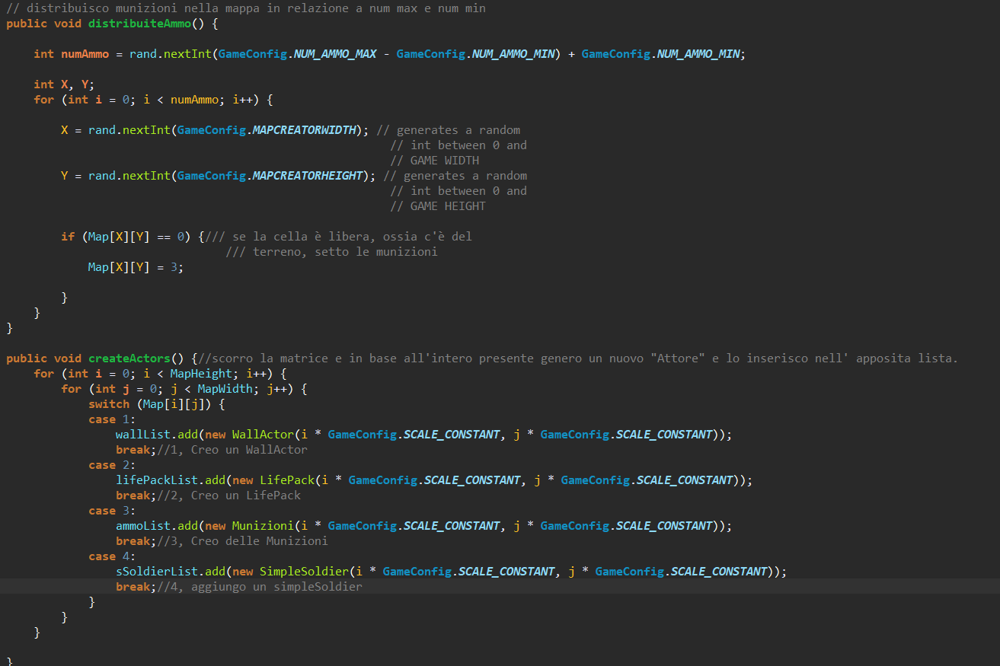 // distribuisco munizioni nella mappa in relazione a num max e num min
public void distribuiteAmmo() {
int numAmmo = rand.nextInt(GameConfig.NUM_AMMO_MAX - GameConfig.NUM_AMMO_MIN) + GameConfig.NUM_AMMO_MIN;
int X, Y;
for (int i = 0; i < numAmmo; i++) {
X = rand.nextInt(GameConfig.MAPCREATORWIDTH); // generates a random
// int between 0 and
// GAME WIDTH
Y = rand.nextInt(GameConfig.MAPCREATORHEIGHT); // generates a random
// int between 0 and
// GAME HEIGHT
if (Map[X][Y] == 0) {/// se la cella è libera, ossia c'è del
/// terreno, setto le munizioni
Map[X][Y] = 3;
}
}
}
public void createActors() {//scorro la matrice e in base all'intero presente genero un nuovo "Attore" e lo inserisco nell' apposita lista.
for (int i = 0; i < MapHeight; i++) {
for (int j = 0; j < MapWidth; j++) {
switch (Map[i][j]) {
case 1:
wallList.add(new WallActor(i * GameConfig.SCALE_CONSTANT, j * GameConfig.SCALE_CONSTANT));
break;//1, Creo un WallActor
case 2:
lifePackList.add(new LifePack(i * GameConfig.SCALE_CONSTANT, j * GameConfig.SCALE_CONSTANT));
break;//2, Creo un LifePack
case 3:
ammoList.add(new Munizioni(i * GameConfig.SCALE_CONSTANT, j * GameConfig.SCALE_CONSTANT));
break;//3, Creo delle Munizioni
case 4:
sSoldierList.add(new SimpleSoldier(i * GameConfig.SCALE_CONSTANT, j * GameConfig.SCALE_CONSTANT));
break;//4, aggiungo un simpleSoldier
}
}
}
}